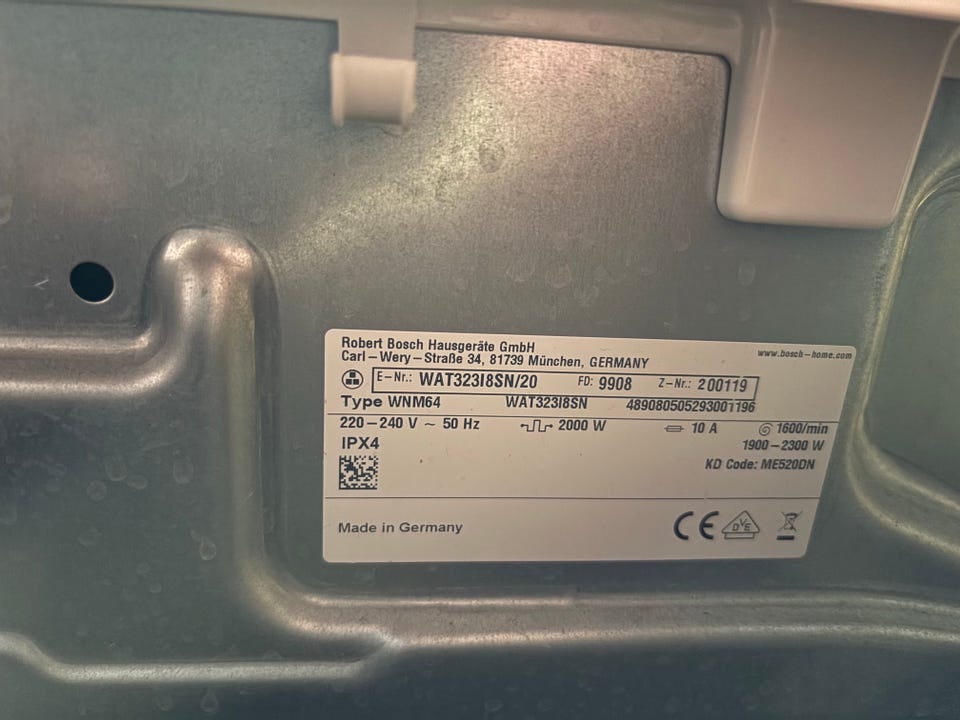 Robert Bosch Hausgeräte GmbH
Carl-Wery-Straße 34, 81739 München, GERMANY
www.bosch-home.com
E-Nr.: WAT323I8SN/20 FD: 9908 Z-Nr.: 200119
Type WNM64 WAT323I8SN 489080505293001196
220-240 V ~ 50 Hz 2000 W 10 A 1600/min
IPX4 1900-2300 W
KD Code: ME520DN
Made in Germany CE DVE